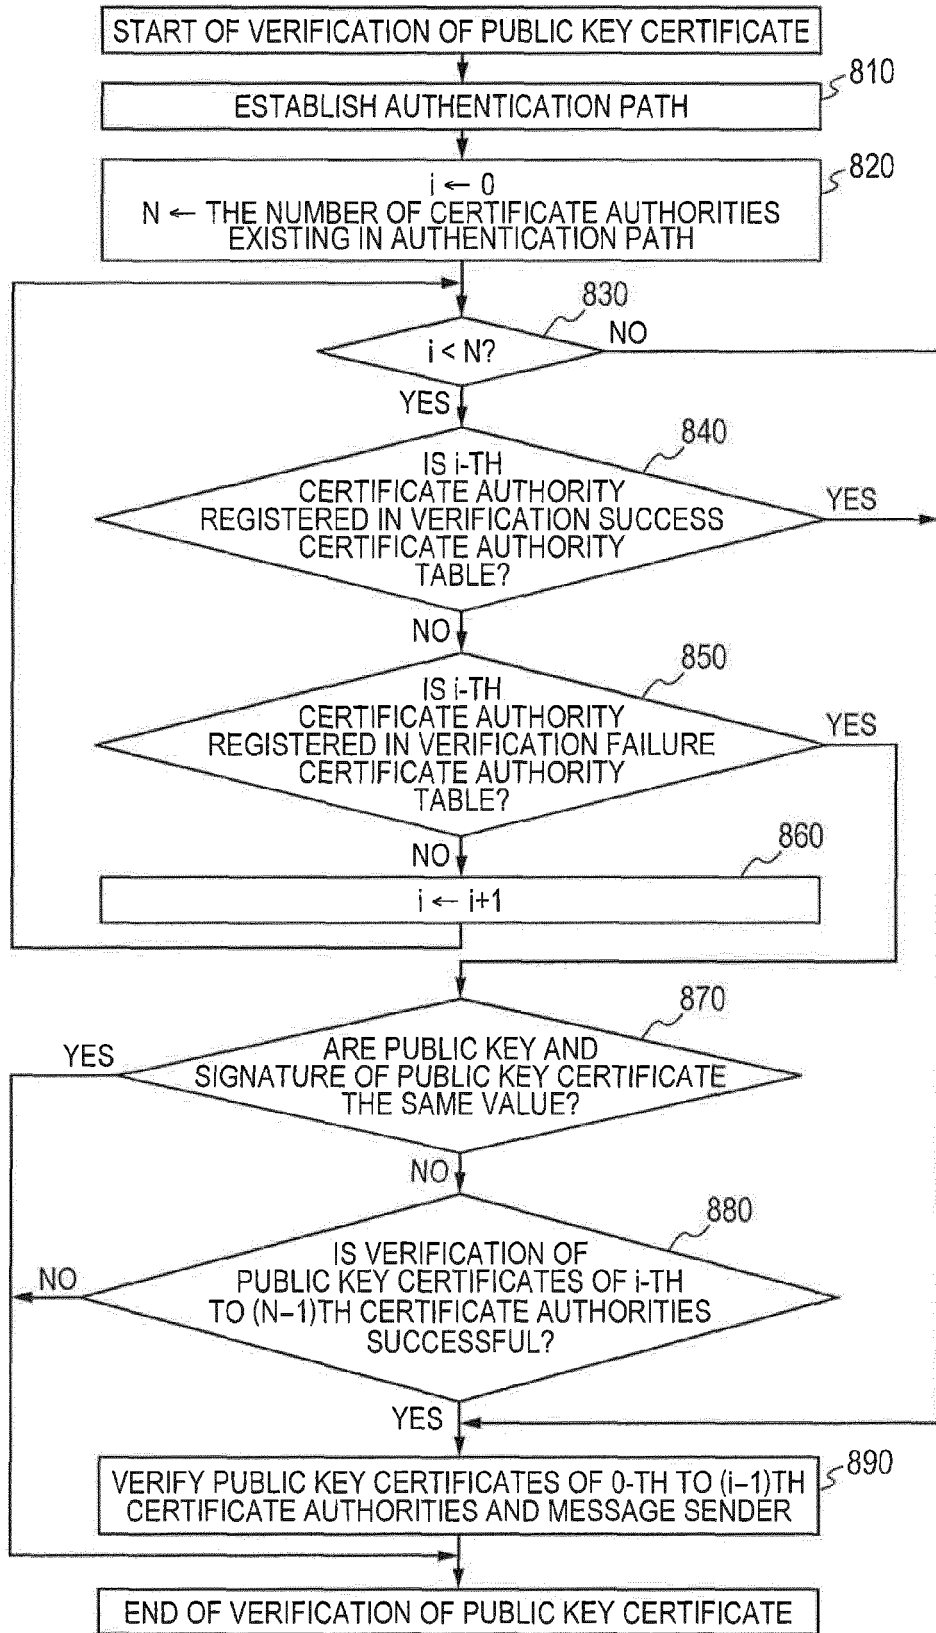 START OF VERIFICATION OF PUBLIC KEY CERTIFICATE
810
ESTABLISH AUTHENTICATION PATH
820
i ← 0
N ← THE NUMBER OF CERTIFICATE AUTHORITIES
EXISTING IN AUTHENTICATION PATH
830
i < N?
NO
YES
840
IS i-TH
CERTIFICATE AUTHORITY
REGISTERED IN VERIFICATION SUCCESS
CERTIFICATE AUTHORITY
TABLE?
YES
NO
850
IS i-TH
CERTIFICATE AUTHORITY
REGISTERED IN VERIFICATION FAILURE
CERTIFICATE AUTHORITY
TABLE?
YES
NO
860
i ← i+1
870
ARE PUBLIC KEY AND
SIGNATURE OF PUBLIC KEY CERTIFICATE
THE SAME VALUE?
YES
NO
880
IS VERIFICATION OF
PUBLIC KEY CERTIFICATES OF i-TH
TO (N–1)TH CERTIFICATE AUTHORITIES
SUCCESSFUL?
NO
YES
890
VERIFY PUBLIC KEY CERTIFICATES OF 0-TH TO (i–1)TH
CERTIFICATE AUTHORITIES AND MESSAGE SENDER
END OF VERIFICATION OF PUBLIC KEY CERTIFICATE